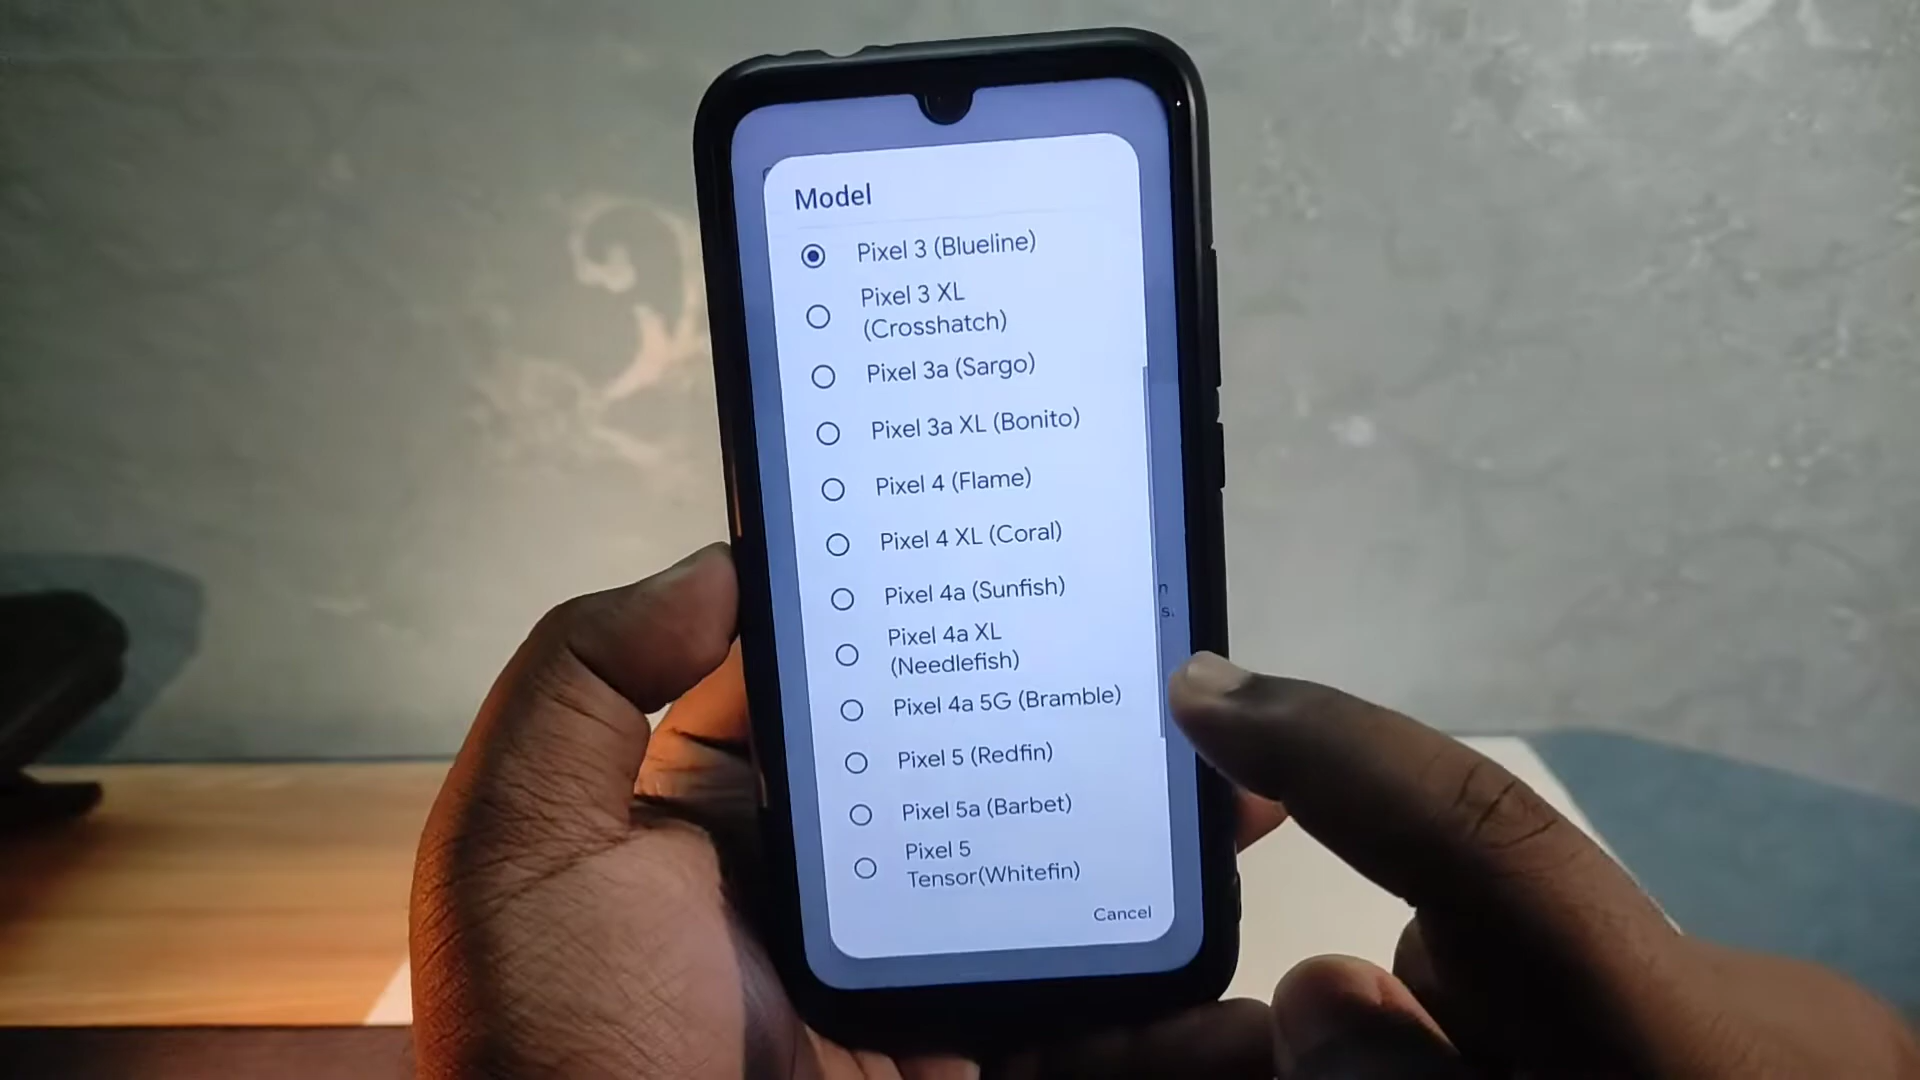 Model
Pixel 3 (Blueline)
Pixel 3 XL
(Crosshatch)
Pixel 3a (Sargo)
Pixel 3a XL (Bonito)
Pixel 4 (Flame)
Pixel 4 XL (Coral)
Pixel 4a (Sunfish)
n
s.
Pixel 4a XL
(Needlefish)
Pixel 4a 5G (Bramble)
Pixel 5 (Redfin)
Pixel 5a (Barbet)
Pixel 5
Tensor(Whitefin)
Cancel